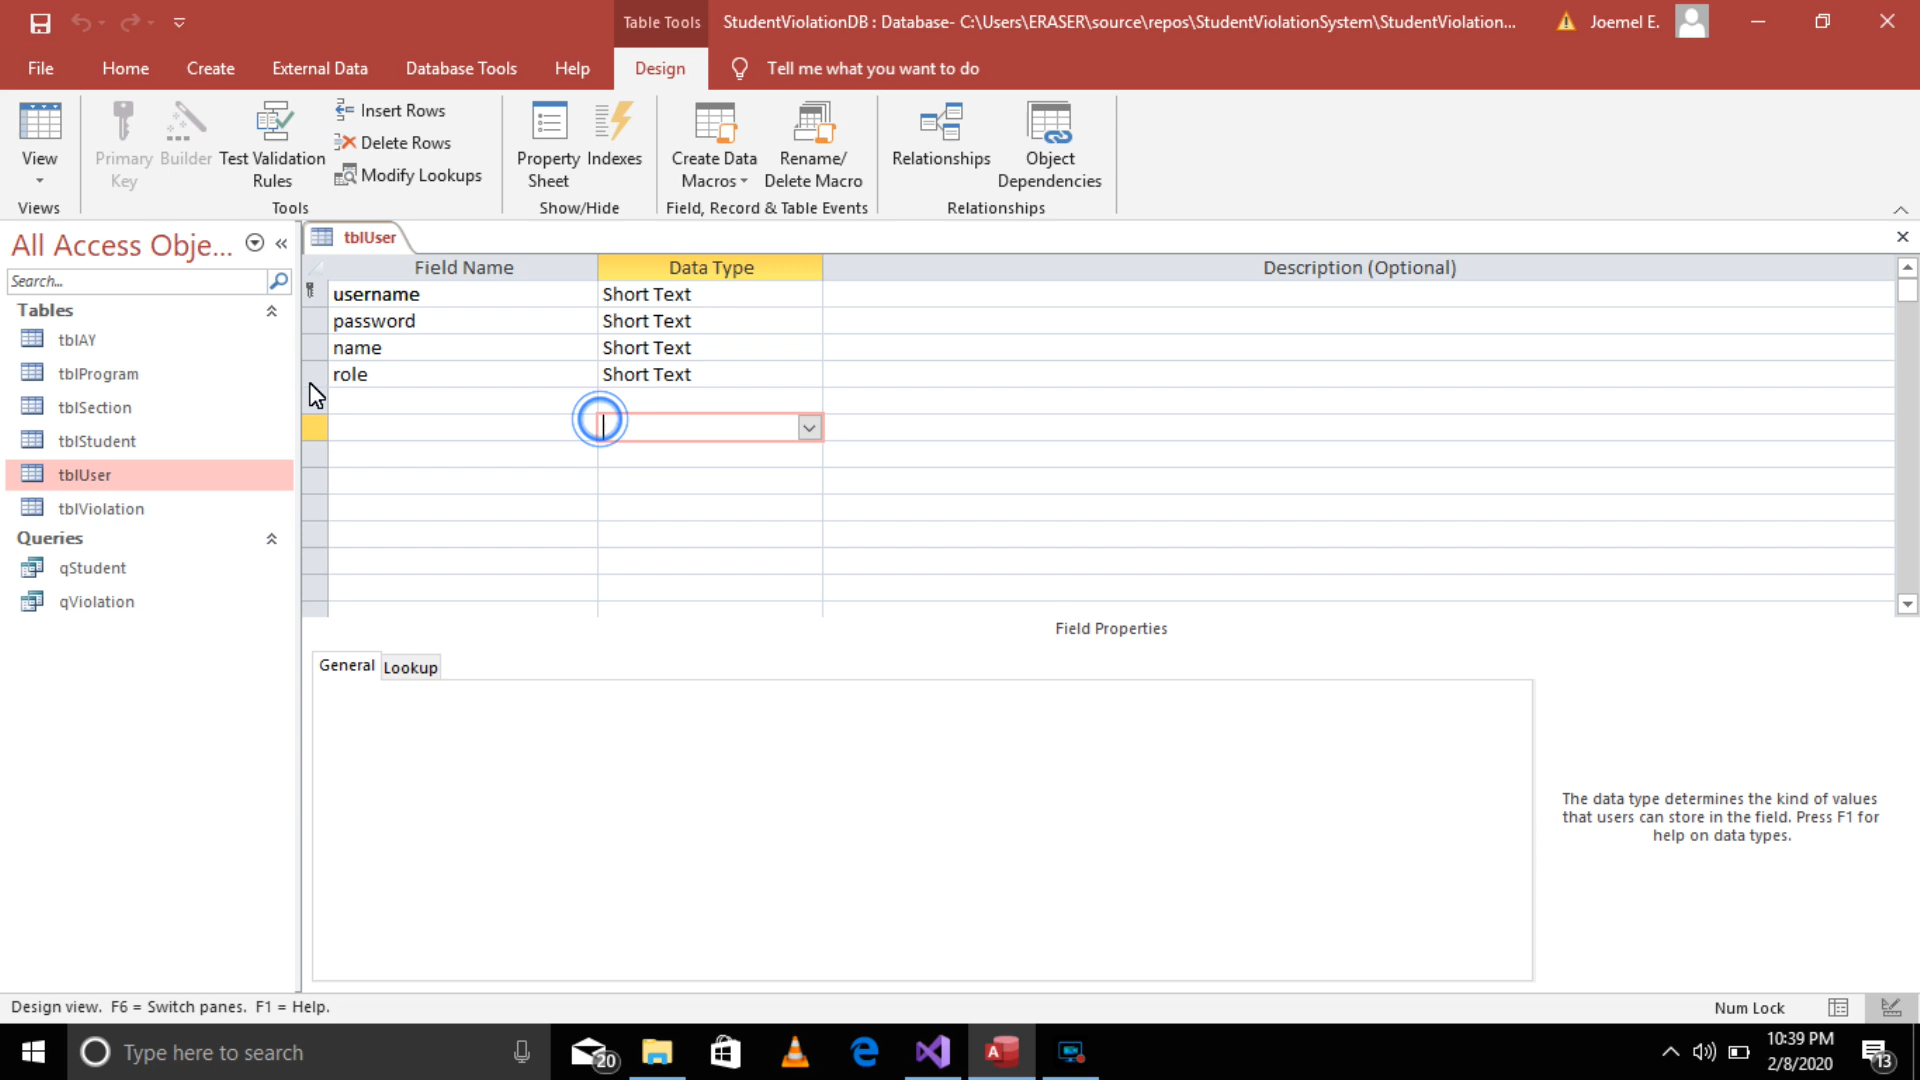 Table Tools
StudentViolationDB : Database- C:\Users\ERASER\source\repos\StudentViolationSystem\StudentViolation...
Joemel E.
File
Home
Create
External Data
Database Tools
Help
Design
Tell me what you want to do
View
Primary Key
Builder
Test Validation Rules
Insert Rows
Delete Rows
Modify Lookups
Property Sheet
Indexes
Create Data Macros
Rename/ Delete Macro
Relationships
Object Dependencies
Views
Tools
Show/Hide
Field, Record & Table Events
Relationships
All Access Obje...
Search...
Tables
tblAY
tblProgram
tblSection
tblStudent
tblUser
tblViolation
Queries
qStudent
qViolation
tblUser
Field Name
Data Type
Description (Optional)
username
Short Text
password
Short Text
name
Short Text
role
Short Text
Field Properties
General
Lookup
The data type determines the kind of values
that users can store in the field. Press F1 for
help on data types.
Design view. F6 = Switch panes. F1 = Help.
Num Lock
Type here to search
20
10:39 PM
2/8/2020
13